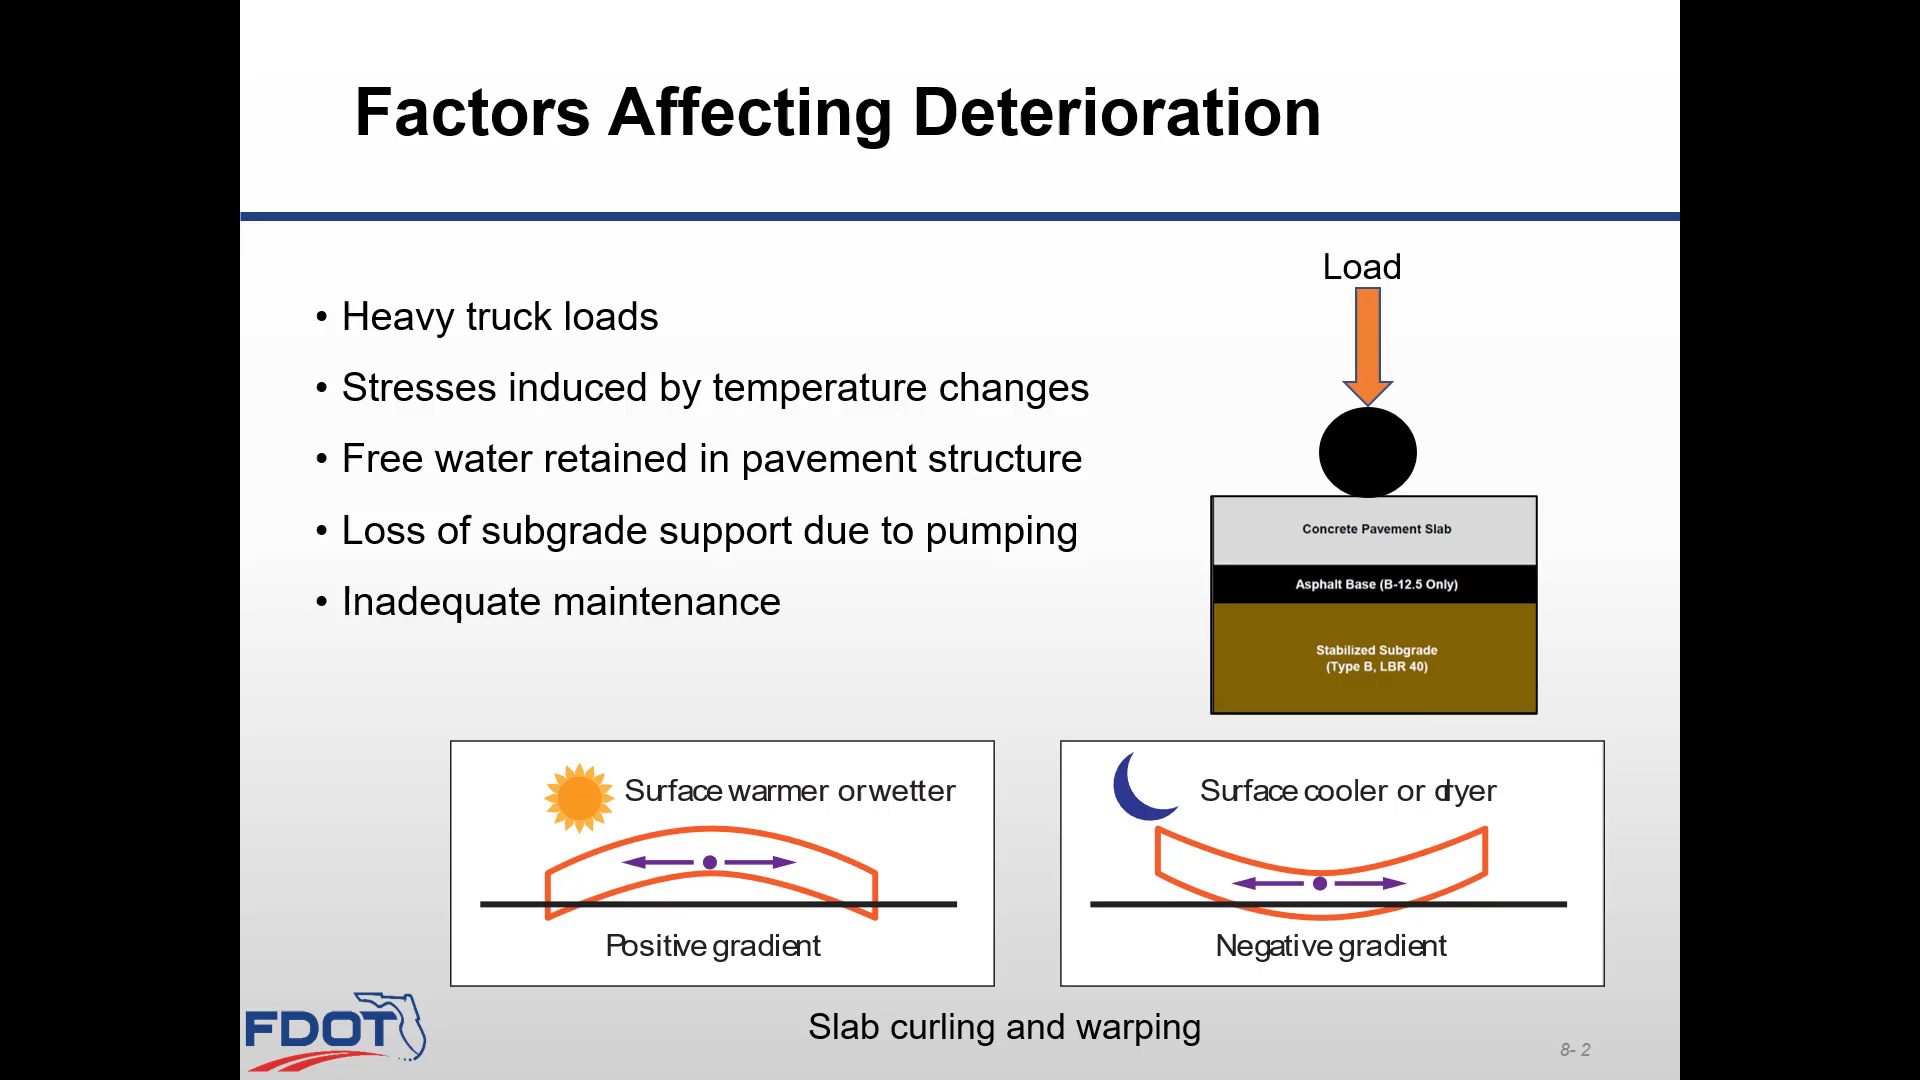 Factors Affecting Deterioration
• Heavy truck loads
• Stresses induced by temperature changes
• Free water retained in pavement structure
• Loss of subgrade support due to pumping
• Inadequate maintenance
Load
Concrete Pavement Slab
Asphalt Base (B-12.5 Only)
Stabilized Subgrade
(Type B, LBR 40)
Surface warmer or wetter
Positive gradient
Surface cooler or dryer
Negative gradient
Slab curling and warping
FDOT
8- 2